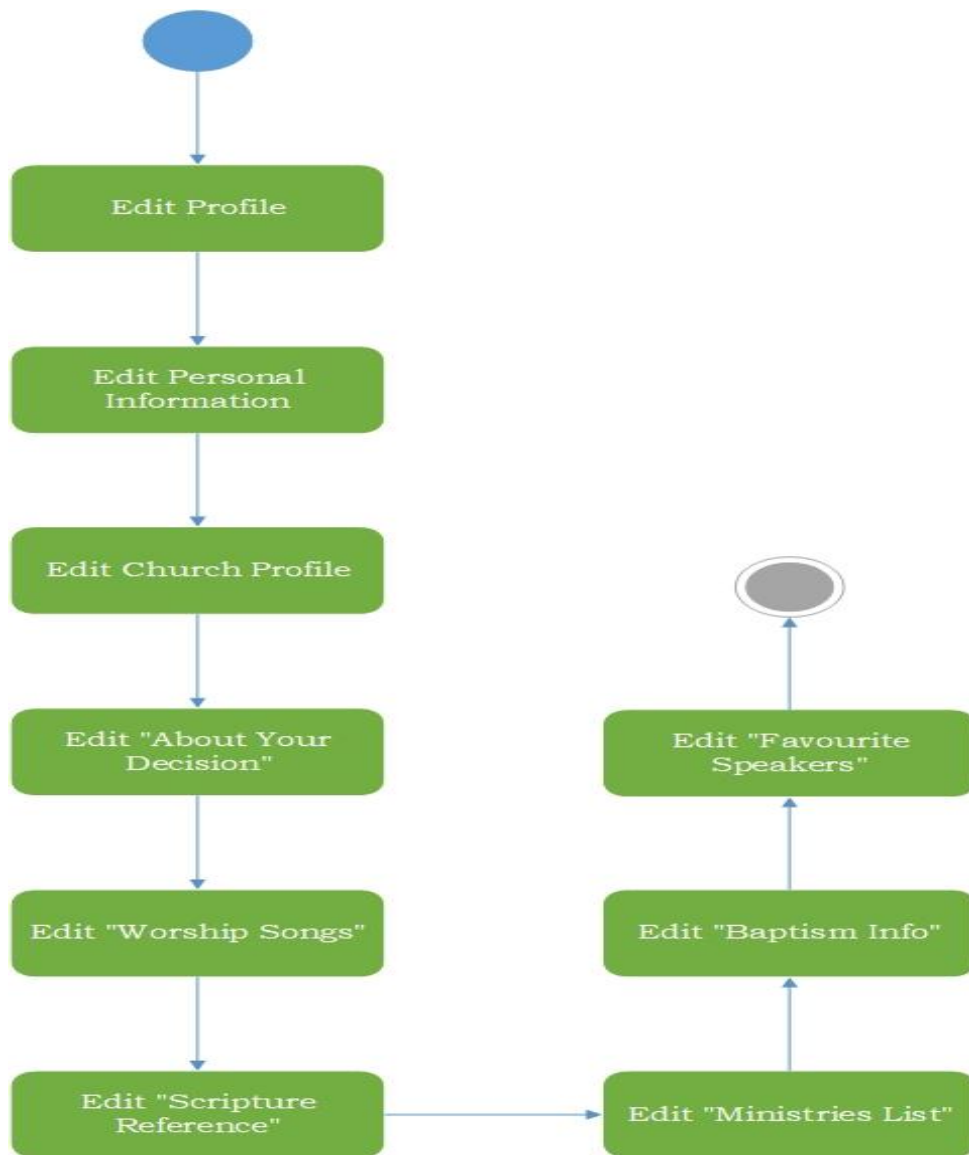 Edit Profile
Edit Personal
Information
Edit Church Profile
Edit "About Your
Decision"
Edit "Worship Songs"
Edit "Scripture
Reference"
Edit "Ministries List"
Edit "Baptism Info"
Edit "Favourite
Speakers"